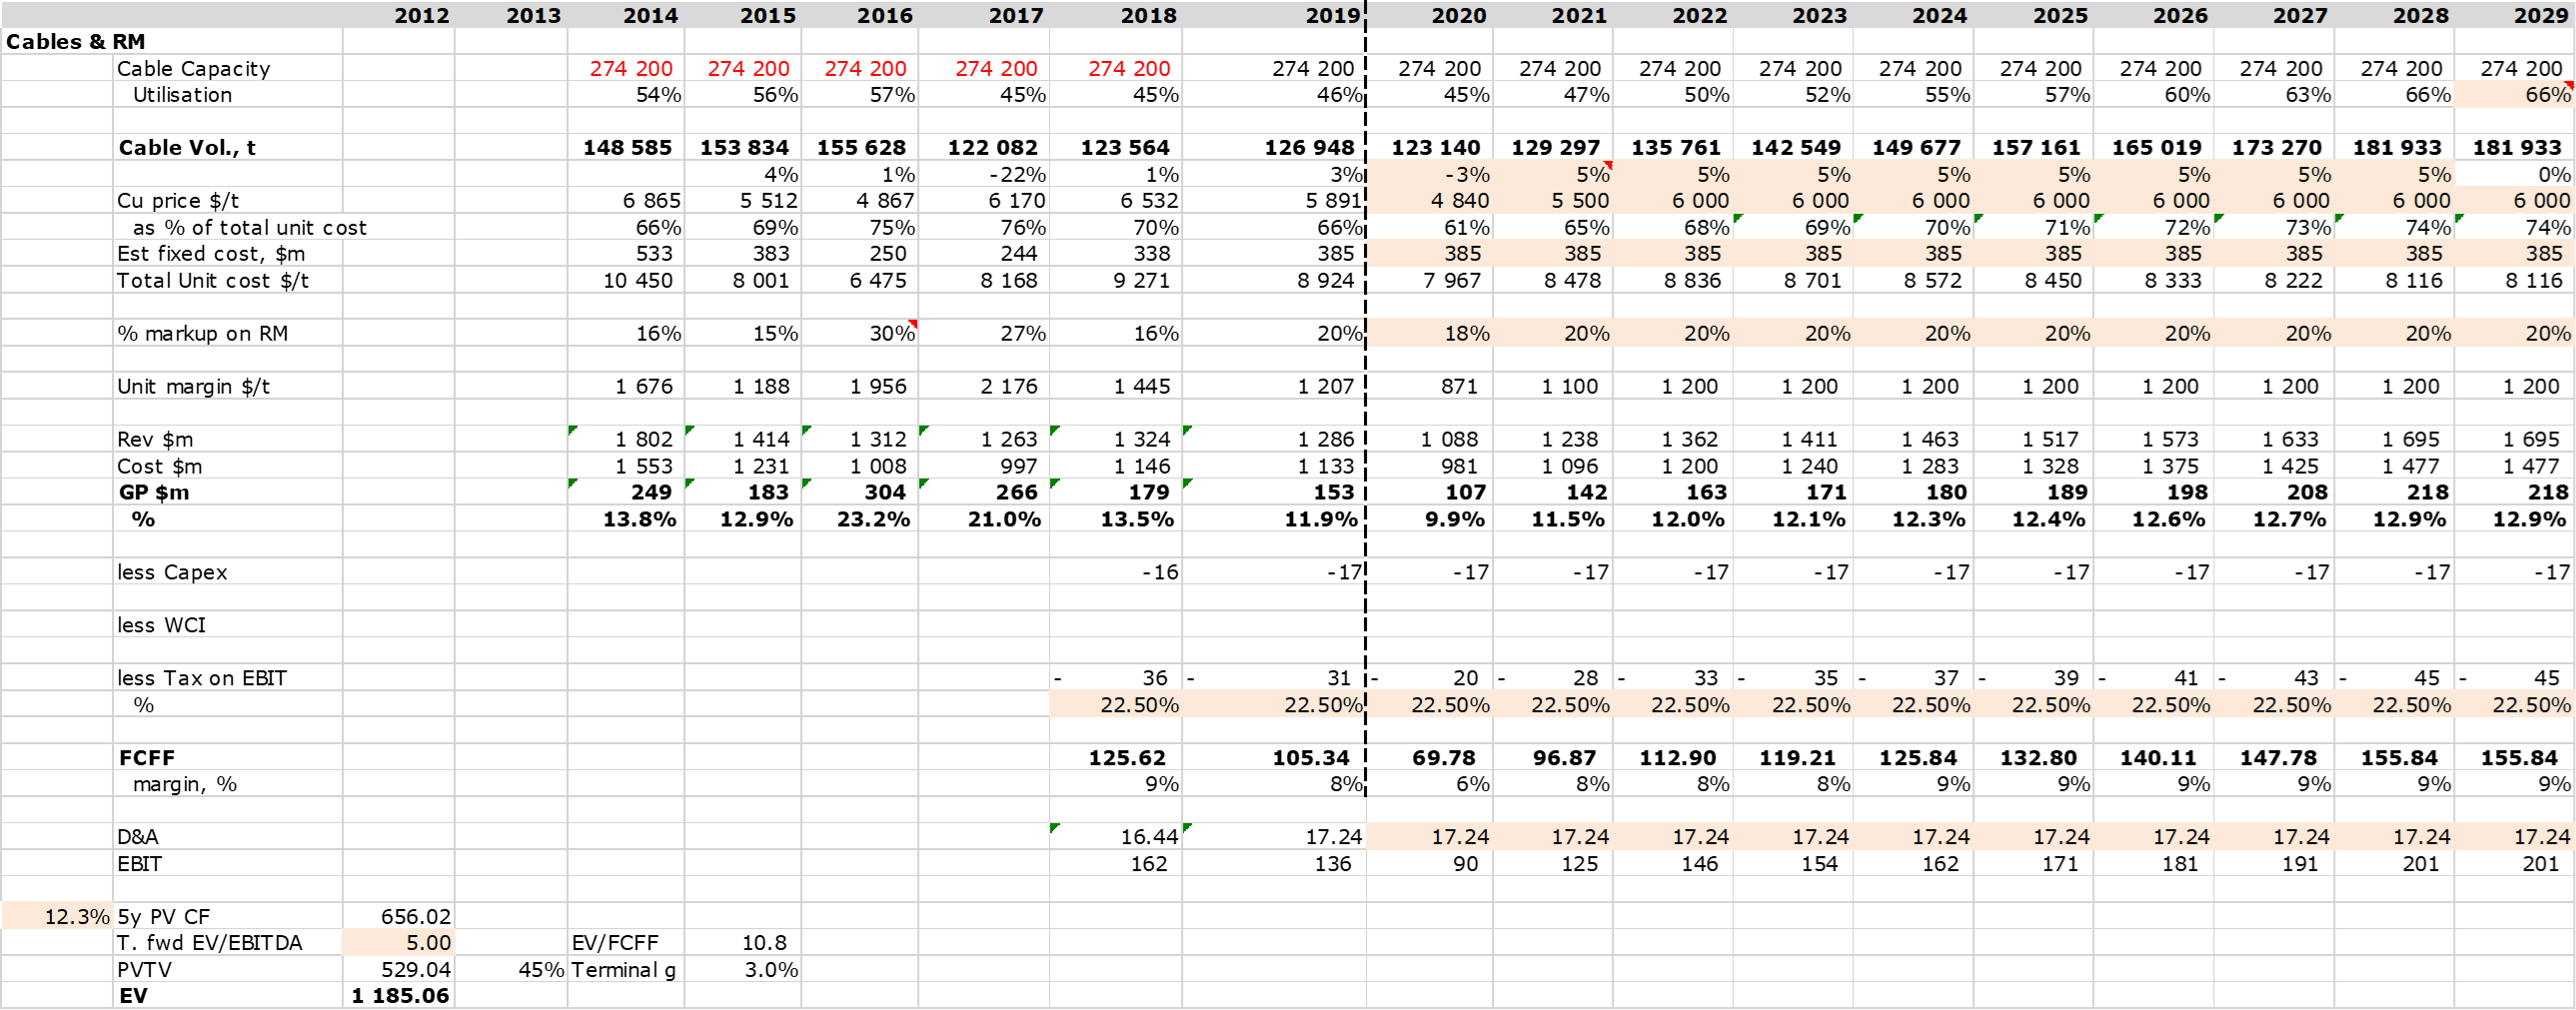 2012 2013 2014 2015 2016 2017 2018 2019 2020 2021 2022 2023 2024 2025 2026 2027 2028 2029
Cables & RM
Cable Capacity 274 200 274 200 274 200 274 200 274 200 274 200 274 200 274 200 274 200 274 200 274 200 274 200 274 200 274 200 274 200 274 200
Utilisation 54% 56% 57% 45% 45% 46% 45% 47% 50% 52% 55% 57% 60% 63% 66% 66%
Cable Vol., t 148 585 153 834 155 628 122 082 123 564 126 948 123 140 129 297 135 761 142 549 149 677 157 161 165 019 173 270 181 933 181 933
4% 1% -22% 1% 3% -3% 5% 5% 5% 5% 5% 5% 5% 5% 0%
Cu price $/t 6 865 5 512 4 867 6 170 6 532 5 891 4 840 5 500 6 000 6 000 6 000 6 000 6 000 6 000 6 000 6 000
as % of total unit cost 66% 69% 75% 76% 70% 66% 61% 65% 68% 69% 70% 71% 72% 73% 74% 74%
Est fixed cost, $m 533 383 250 244 338 385 385 385 385 385 385 385 385 385 385 385
Total Unit cost $/t 10 450 8 001 6 475 8 168 9 271 8 924 7 967 8 478 8 836 8 701 8 572 8 450 8 333 8 222 8 116 8 116
% markup on RM 16% 15% 30% 27% 16% 20% 18% 20% 20% 20% 20% 20% 20% 20% 20% 20%
Unit margin $/t 1 676 1 188 1 956 2 176 1 445 1 207 871 1 100 1 200 1 200 1 200 1 200 1 200 1 200 1 200 1 200
Rev $m 1 802 1 414 1 312 1 263 1 324 1 286 1 088 1 238 1 362 1 411 1 463 1 517 1 573 1 633 1 695 1 695
Cost $m 1 553 1 231 1 008 997 1 146 1 133 981 1 096 1 200 1 240 1 283 1 328 1 375 1 425 1 477 1 477
GP $m 249 183 304 266 179 153 107 142 163 171 180 189 198 208 218 218
% 13.8% 12.9% 23.2% 21.0% 13.5% 11.9% 9.9% 11.5% 12.0% 12.1% 12.3% 12.4% 12.6% 12.7% 12.9% 12.9%
less Capex -16 -17 -17 -17 -17 -17 -17 -17 -17 -17 -17 -17
less WCI
less Tax on EBIT - 36 - 31 - 20 - 28 - 33 - 35 - 37 - 39 - 41 - 43 - 45 - 45
% 22.50% 22.50% 22.50% 22.50% 22.50% 22.50% 22.50% 22.50% 22.50% 22.50% 22.50% 22.50%
FCFF 125.62 105.34 69.78 96.87 112.90 119.21 125.84 132.80 140.11 147.78 155.84 155.84
margin, % 9% 8% 6% 8% 8% 8% 9% 9% 9% 9% 9% 9%
D&A 16.44 17.24 17.24 17.24 17.24 17.24 17.24 17.24 17.24 17.24 17.24 17.24
EBIT 162 136 90 125 146 154 162 171 181 191 201 201
12.3% 5y PV CF 656.02
T. fwd EV/EBITDA 5.00 EV/FCFF 10.8
PVTV 529.04 45% Terminal g 3.0%
EV 1 185.06